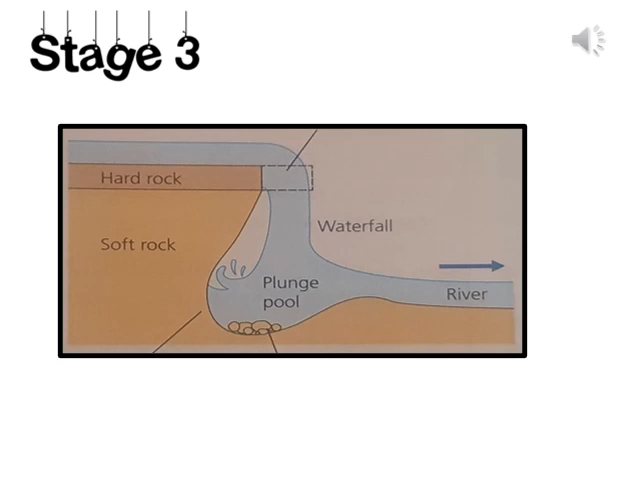 Stage 3
Hard rock
Soft rock
Waterfall
Plunge
pool
River